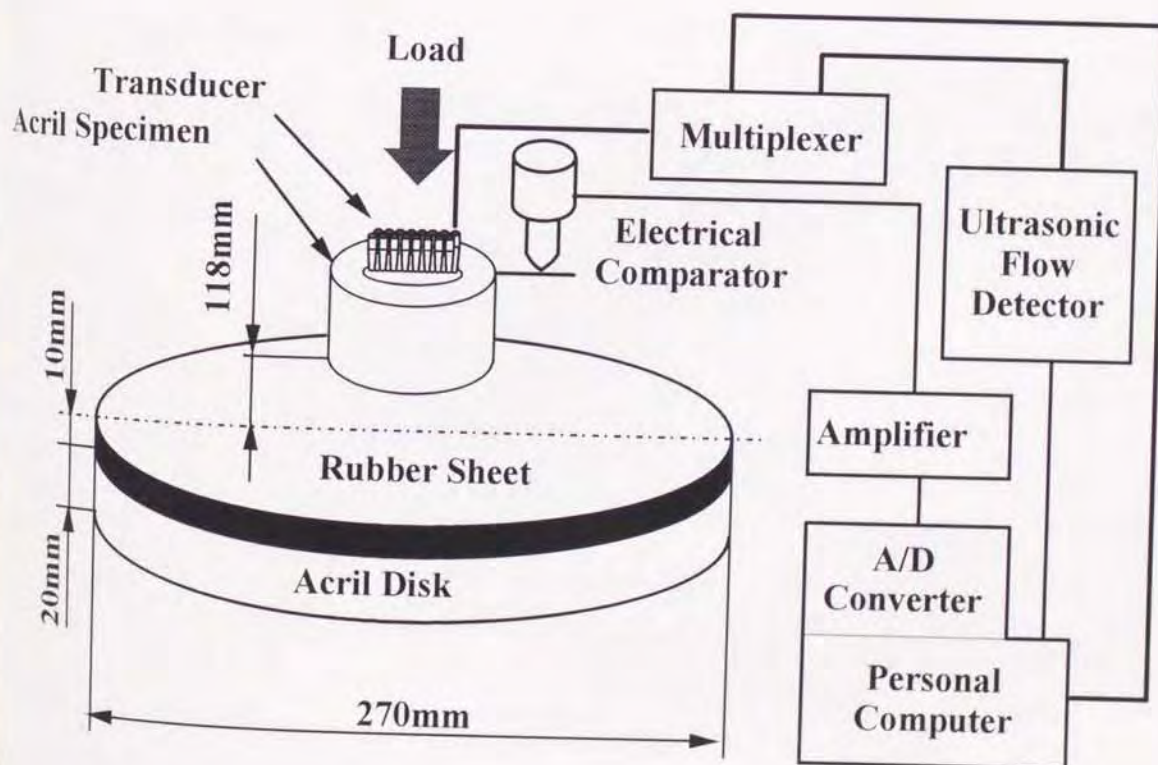 Load
Transducer
Acril Specimen
Multiplexer
Electrical
Comparator
Ultrasonic
Flow
Detector
118mm
10mm
20mm
Rubber Sheet
Acril Disk
270mm
Amplifier
A/D
Converter
Personal
Computer